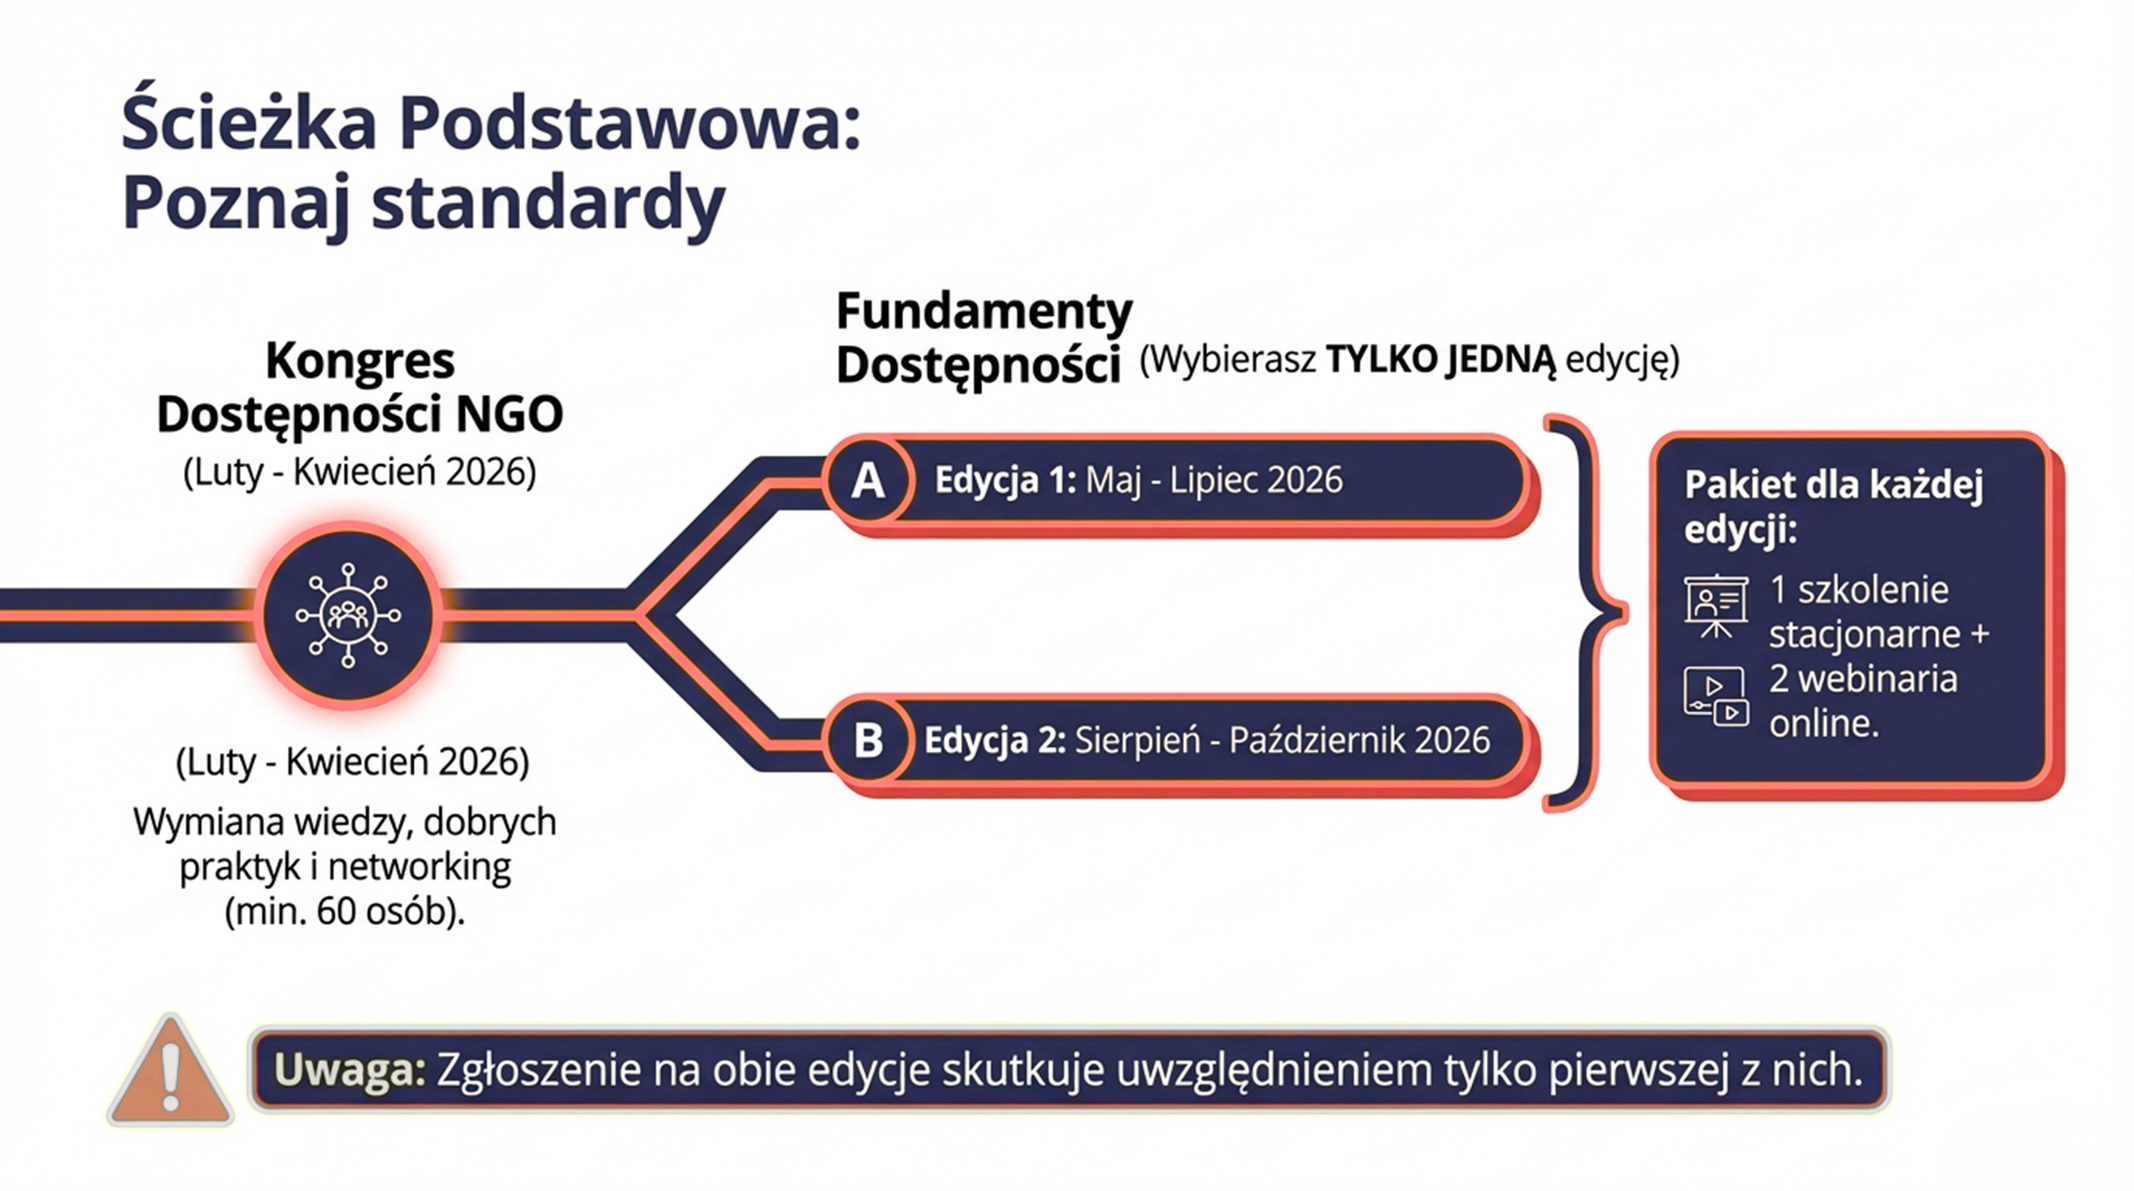 Ścieżka Podstawowa:
Poznaj standardy
Kongres
Dostępności NGO
(Luty - Kwiecień 2026)
(Luty - Kwiecień 2026)
Wymiana wiedzy, dobrych
praktyk i networking
(min. 60 osób).
Fundamenty
Dostępności (Wybierasz TYLKO JEDNĄ edycję)
A Edycja 1: Maj - Lipiec 2026
B Edycja 2: Sierpień - Październik 2026
Pakiet dla każdej
edycji:
1 szkolenie
stacjonarne +
2 webinaria
online.
Uwaga: Zgłoszenie na obie edycje skutkuje uwzględnieniem tylko pierwszej z nich.